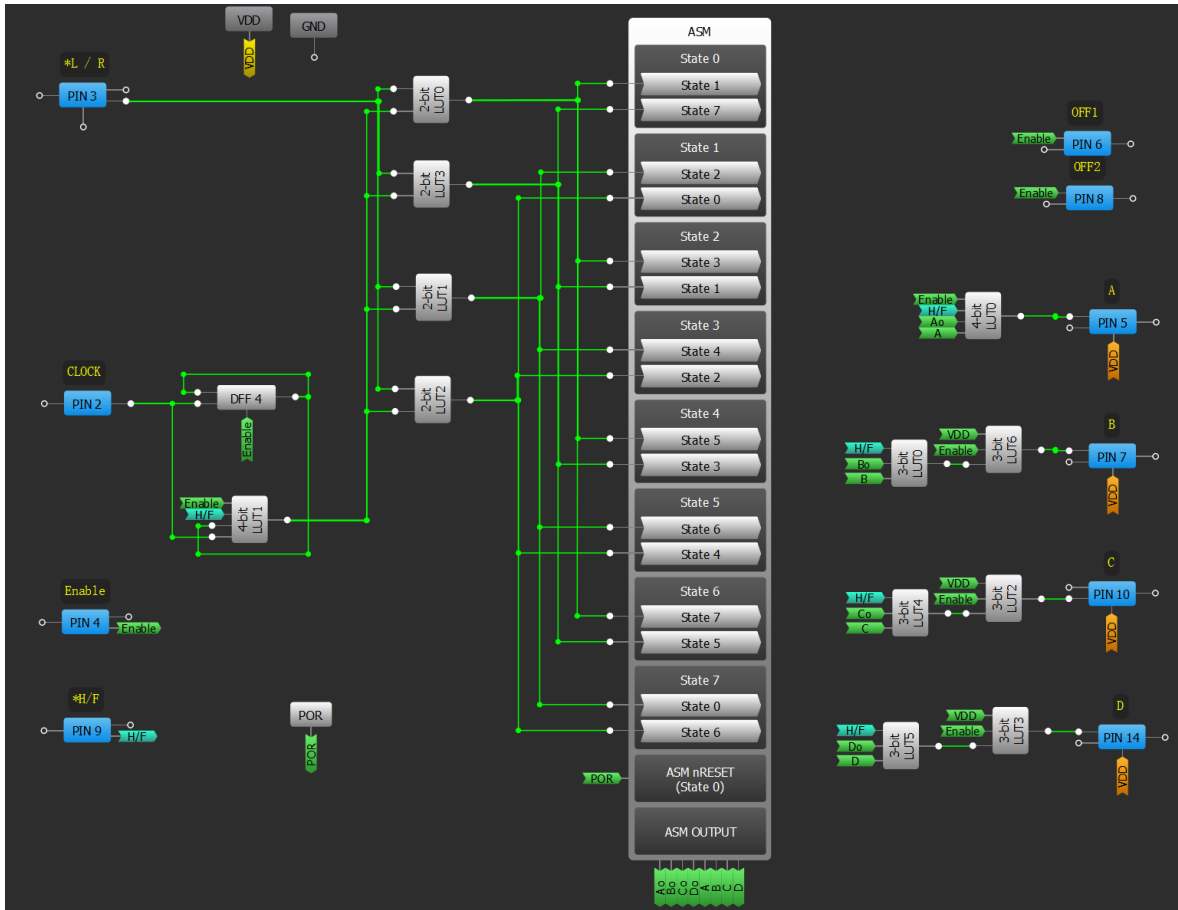 VDD
VDD
GND
*L / R
PIN 3
CLOCK
PIN 2
DFF 4
Enable
Enable
H/F
4-bit
LUT1
Enable
PIN 4
Enable
*H/F
PIN 9
H/F
POR
POR
2-bit
LUT0
2-bit
LUT3
2-bit
LUT1
2-bit
LUT2
ASM
State 0
State 1
State 7
State 1
State 2
State 0
State 2
State 3
State 1
State 3
State 4
State 2
State 4
State 5
State 3
State 5
State 6
State 4
State 6
State 7
State 5
State 7
State 0
State 6
POR
ASM nRESET
(State 0)
ASM OUTPUT
Ao
Bo
Co
Do
A
B
C
D
OFF1
Enable
PIN 6
OFF2
Enable
PIN 8
A
Enable
H/F
Ao
A
4-bit
LUT0
PIN 5
VDD
B
H/F
Bo
B
3-bit
LUT0
VDD
Enable
3-bit
LUT6
PIN 7
VDD
C
H/F
Co
C
3-bit
LUT4
VDD
Enable
3-bit
LUT2
PIN 10
VDD
D
H/F
Do
D
3-bit
LUT5
VDD
Enable
3-bit
LUT3
PIN 14
VDD